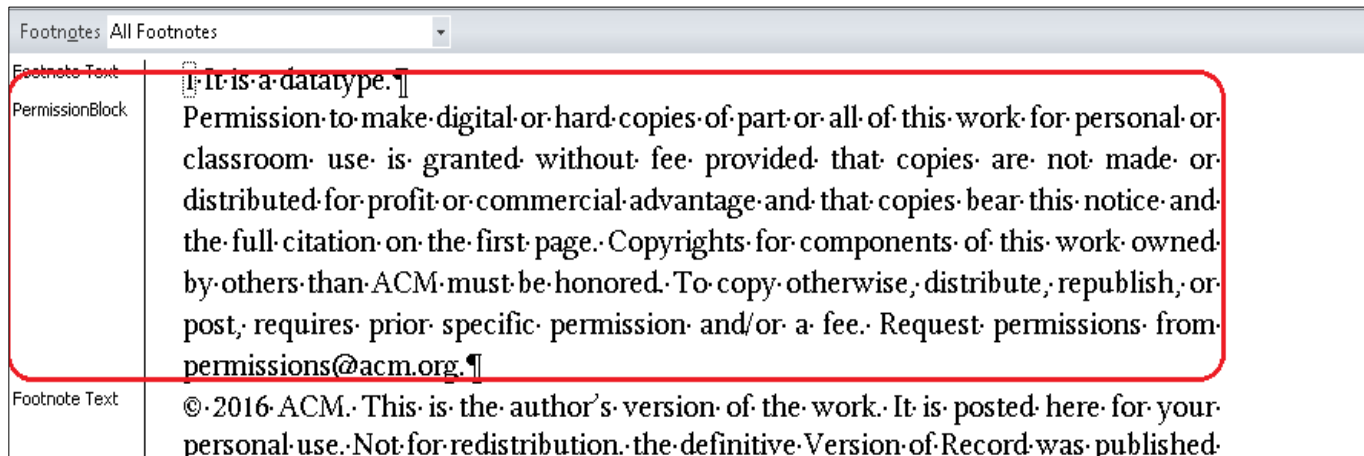 Footnotes All Footnotes
Footnote Text
1 It is a datatype.¶
PermissionBlock
Permission to make digital or hard copies of part or all of this work for personal or
classroom use is granted without fee provided that copies are not made or
distributed for profit or commercial advantage and that copies bear this notice and
the full citation on the first page. Copyrights for components of this work owned
by others than ACM must be honored. To copy otherwise, distribute, republish, or
post, requires prior specific permission and/or a fee. Request permissions from
permissions@acm.org.¶
Footnote Text
© 2016 ACM. This is the author's version of the work. It is posted here for your
personal use. Not for redistribution. the definitive Version of Record was published